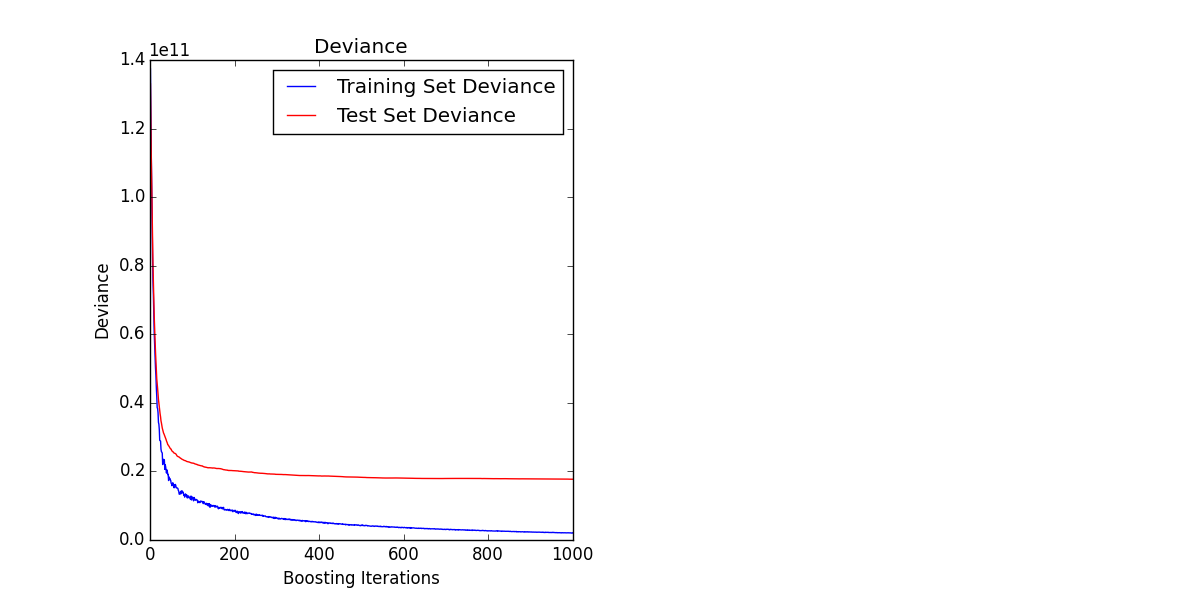 Deviance
1e11
Training Set Deviance
Test Set Deviance
1.4
1.2
1.0
0.8
0.6
0.4
0.2
0.0
Deviance
0 200 400 600 800 1000
Boosting Iterations